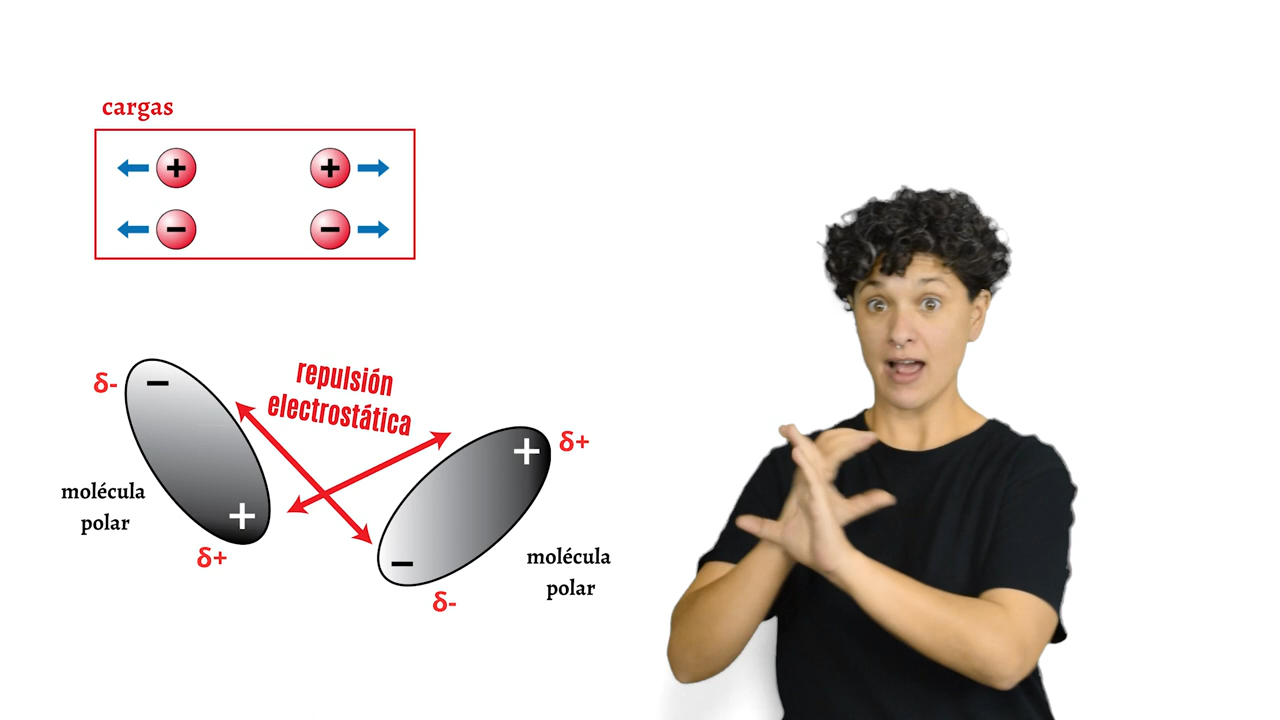 cargas
+ +
− −
repulsión
electrostática
δ-
−
+
δ+
molécula
polar
+
δ+
−
δ-
molécula
polar